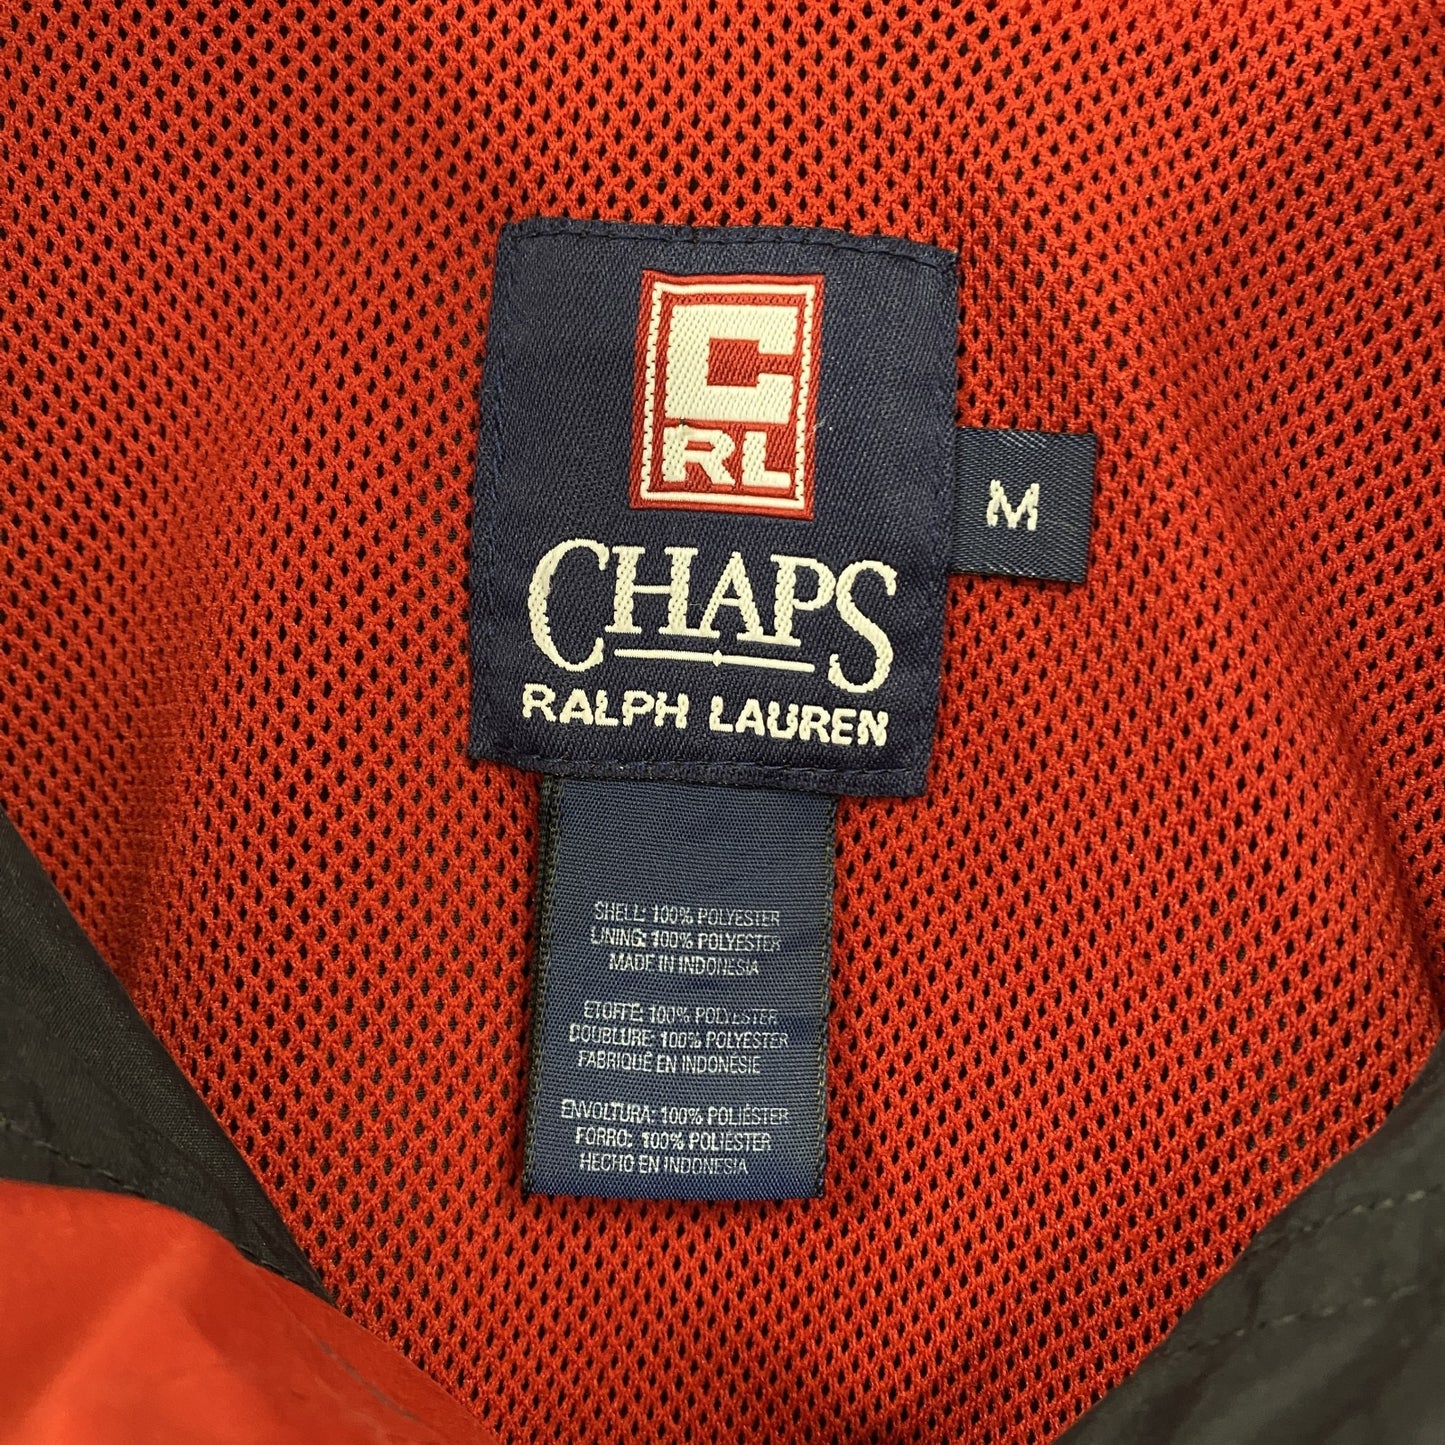 C
RL
CHAPS
RALPH LAUREN
M
SHELL: 100% POLYESTER
LINING: 100% POLYESTER
MADE IN INDONESIA
ETOFFE: 100% POLYESTER
DOUBLURE: 100% POLYESTER
FABRIQUÉ EN INDONÉSIE
ENVOLTURA: 100% POLIÉSTER
FORRO: 100% POLIÉSTER
HECHO EN INDONESIA